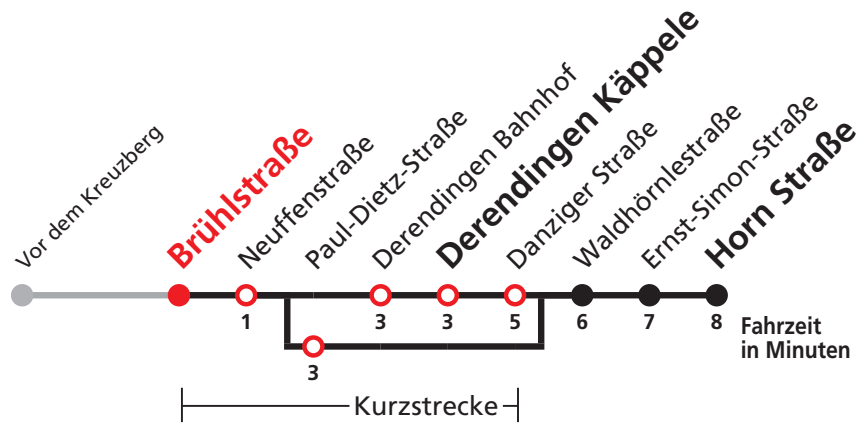 Vor dem Kreuzberg
Brühlstraße
Neuffenstraße
Paul-Dietz-Straße
Derendingen Bahnhof
Derendingen Käppele
Danziger Straße
Waldhörnlestraße
Ernst-Simon-Straße
Horn Straße
1
3
3
5
6
7
8
Fahrzeit
in Minuten
3
Kurzstrecke